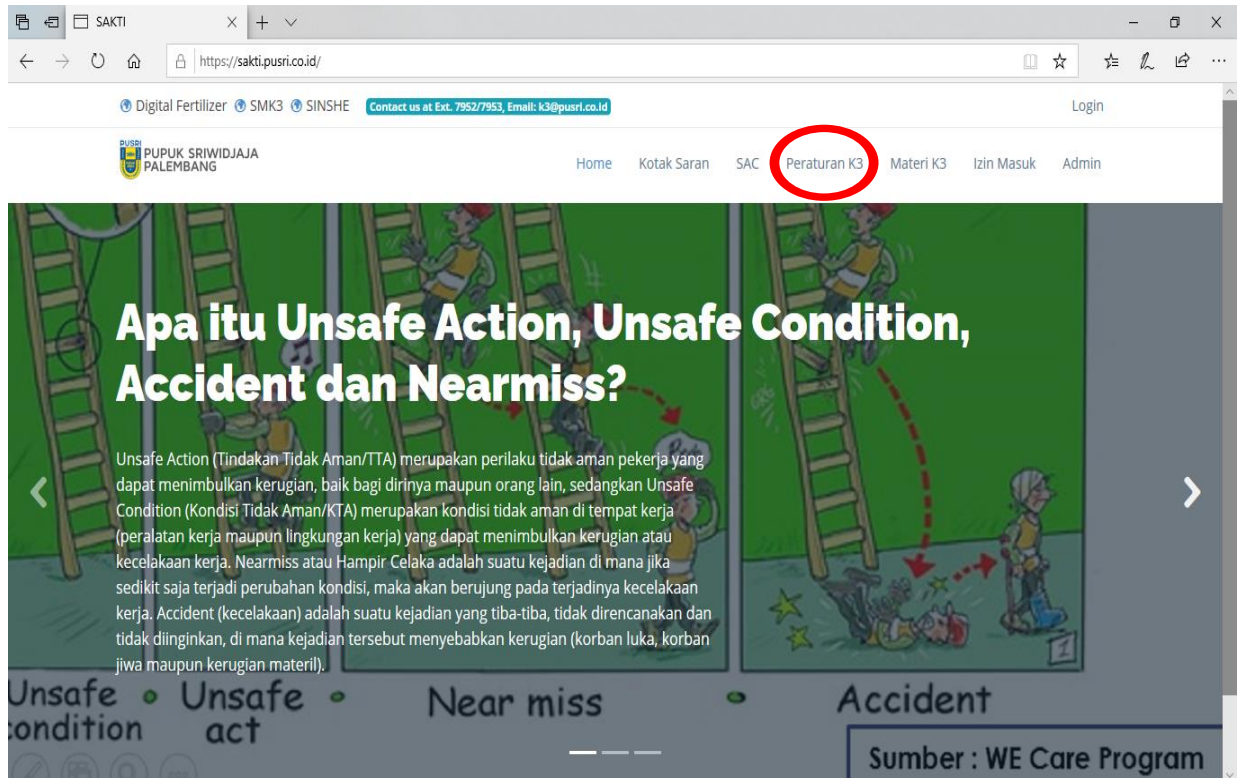 SAKTI
https://sakti.pusri.co.id/
Digital Fertilizer SMK3 SINSHE Contact us at Ext. 7952/7953, Email: k3@pusri.co.id Login
PUSRI
PUPUK SRIWIDJAJA
PALEMBANG
Home Kotak Saran SAC Peraturan K3 Materi K3 Izin Masuk Admin
Apa itu Unsafe Action, Unsafe Condition,
Accident dan Nearmiss?
Unsafe Action (Tindakan Tidak Aman/TTA) merupakan perilaku tidak aman pekerja yang
dapat menimbulkan kerugian, baik bagi dirinya maupun orang lain, sedangkan Unsafe
Condition (Kondisi Tidak Aman/KTA) merupakan kondisi tidak aman di tempat kerja
(peralatan kerja maupun lingkungan kerja) yang dapat menimbulkan kerugian atau
kecelakaan kerja. Nearmiss atau Hampir Celaka adalah suatu kejadian di mana jika
sedikit saja terjadi perubahan kondisi, maka akan berujung pada terjadinya kecelakaan
kerja. Accident (kecelakaan) adalah suatu kejadian yang tiba-tiba, tidak direncanakan dan
tidak diinginkan, di mana kejadian tersebut menyebabkan kerugian (korban luka, korban
jiwa maupun kerugian materil).
Unsafe condition
Unsafe act
Near miss
Accident
1
Sumber : WE Care Program